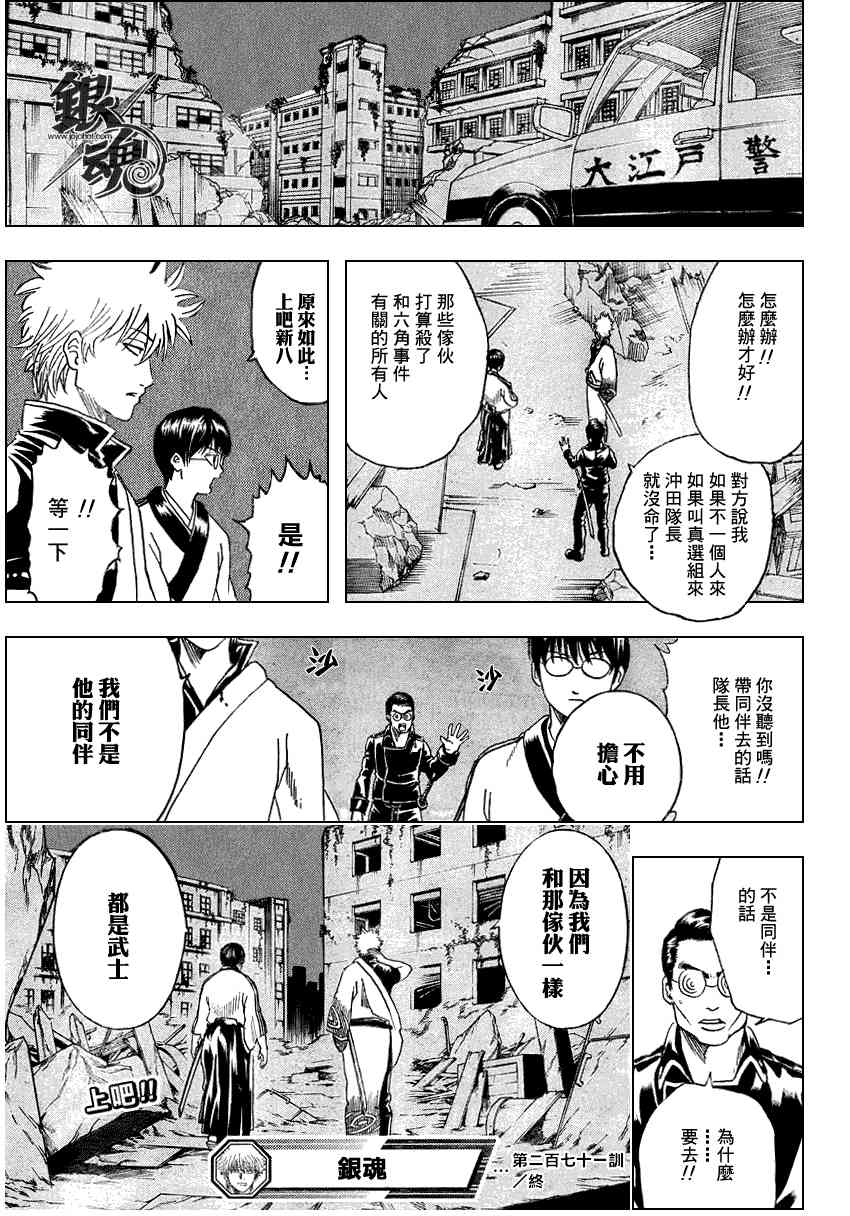 銀魂
www.jojohot.com
大江戸 警
怎麼辦!!
怎麼辦才好!!
那些傢伙
打算殺了
和六角事件
有關的所有人
對方說我
如果不一個人來
如果叫真選組來
沖田隊長
就沒命了…
原來如此…
上吧新八
是!!
!!
等一下
你沒聽到嗎!!
帶同伴去的話
隊長他…
沙
不用
擔心
沙
我們不是
他的同伴
不是同伴…
的話
為什麼
……
要去!!
因為我們
和那傢伙一樣
都是武士
上吧!!
銀魂
…第二百七十一訓
／終